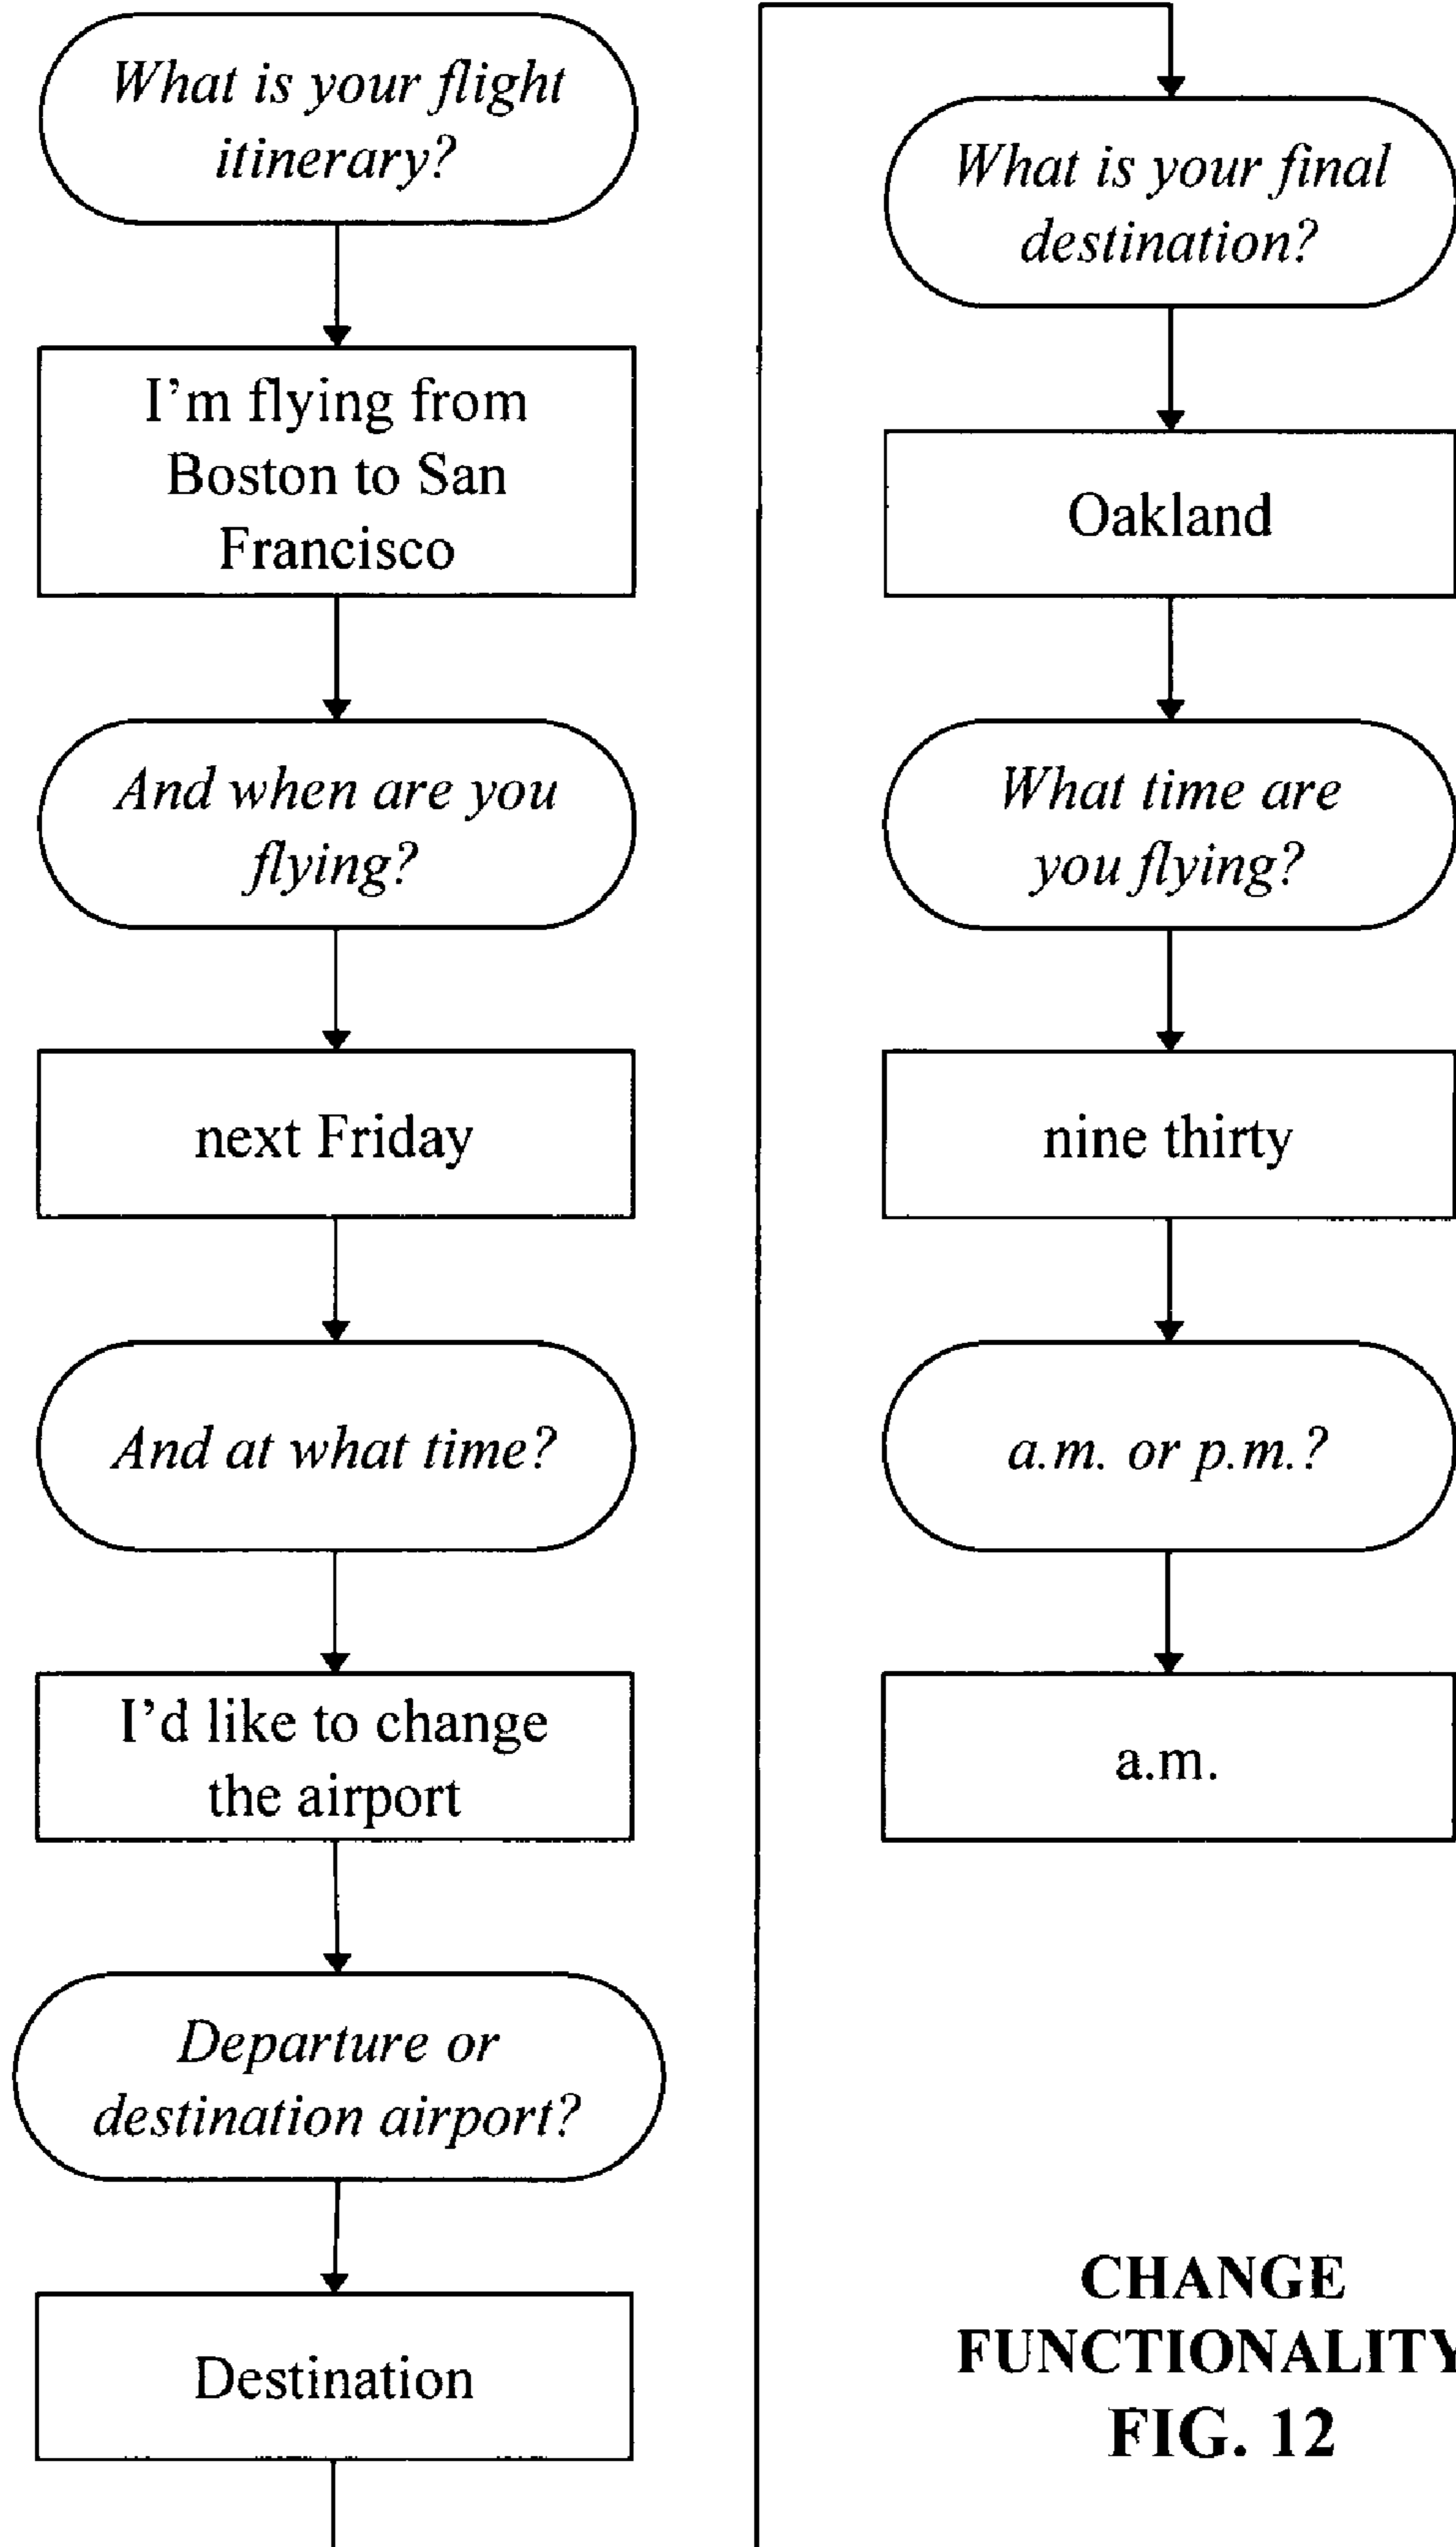 What is your flight
itinerary?
I'm flying from
Boston to San
Francisco
And when are you
flying?
next Friday
And at what time?
I'd like to change
the airport
Departure or
destination airport?
Destination
What is your final
destination?
Oakland
What time are
you flying?
nine thirty
a.m. or p.m.?
a.m.
CHANGE
FUNCTIONALITY
FIG. 12